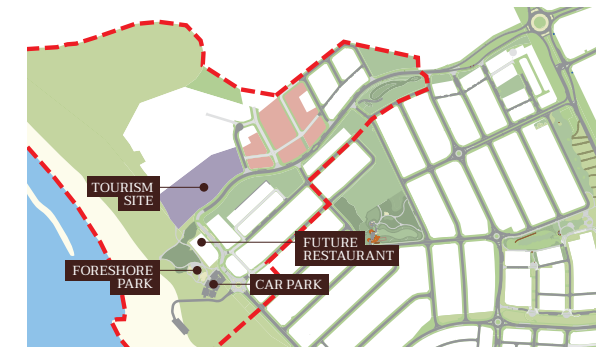 TOURISM
SITE
FUTURE
RESTAURANT
FORESHORE
PARK
CAR PARK